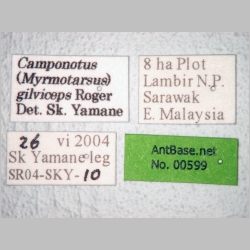 Camponotus
(Myrmotarsus)
gilviceps Roger
Det. Sk. Yamane
8 ha Plot
Lambir N.P.
Sarawak
E. Malaysia
26 vi 2004
Sk Yamane leg
SR04-SKY-10
AntBase.net
No. 00599